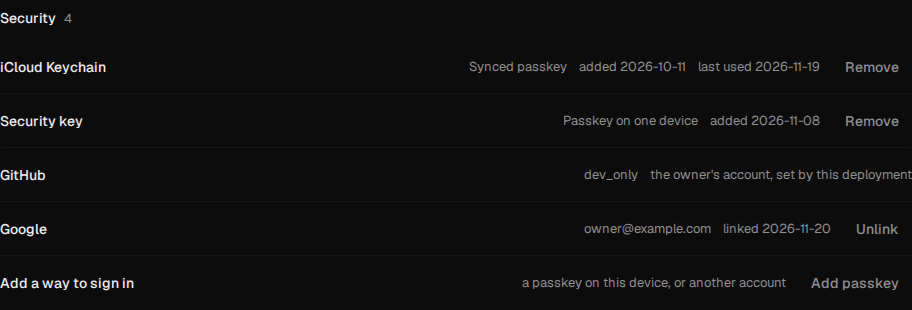 Security 4
iCloud Keychain Synced passkey added 2026-10-11 last used 2026-11-19 Remove
Security key Passkey on one device added 2026-11-08 Remove
GitHub dev_only the owner's account, set by this deployment
Google owner@example.com linked 2026-11-20 Unlink
Add a way to sign in a passkey on this device, or another account Add passkey